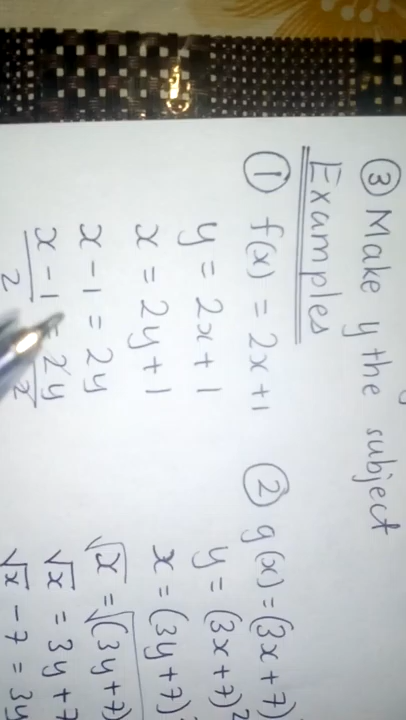 ③ Make y the subject
Examples
① f(x) = 2x+1
y = 2x+1
x = 2y+1
x - 1 = 2y
x - 1 = 2y
2 2
② g(x)=(3x+7)
y = (3x+7)²
x = (3y+7)²
√x = √(3y+7)
√x = 3y+7
√x - 7 = 3y